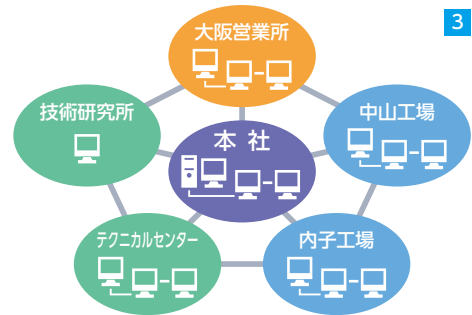 大阪営業所
3
技術研究所
中山工場
本社
テクニカルセンター
内子工場